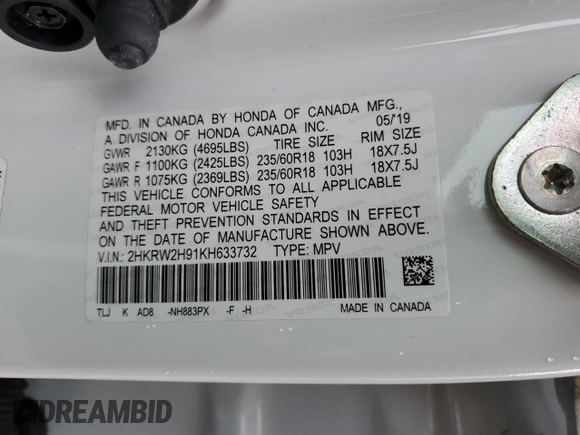 MFD. IN CANADA BY HONDA OF CANADA MFG.,
A DIVISION OF HONDA CANADA INC. 05/'19
GVWR 2130KG (4695LBS) TIRE SIZE RIM SIZE
GAWR F 1100KG (2425LBS) 235/60R18 103H 18X7.5J
GAWR R 1075KG (2369LBS) 235/60R18 103H 18X7.5J
THIS VEHICLE CONFORMS TO ALL APPLICABLE
FEDERAL MOTOR VEHICLE SAFETY
AND THEFT PREVENTION STANDARDS IN EFFECT
ON THE DATE OF MANUFACTURE SHOWN ABOVE.
V.I.N.: 2HKRW2H91KH633732 TYPE: MPV
TLJ K AD8 -NH883PX -F -H MADE IN CANADA
DREAMBID